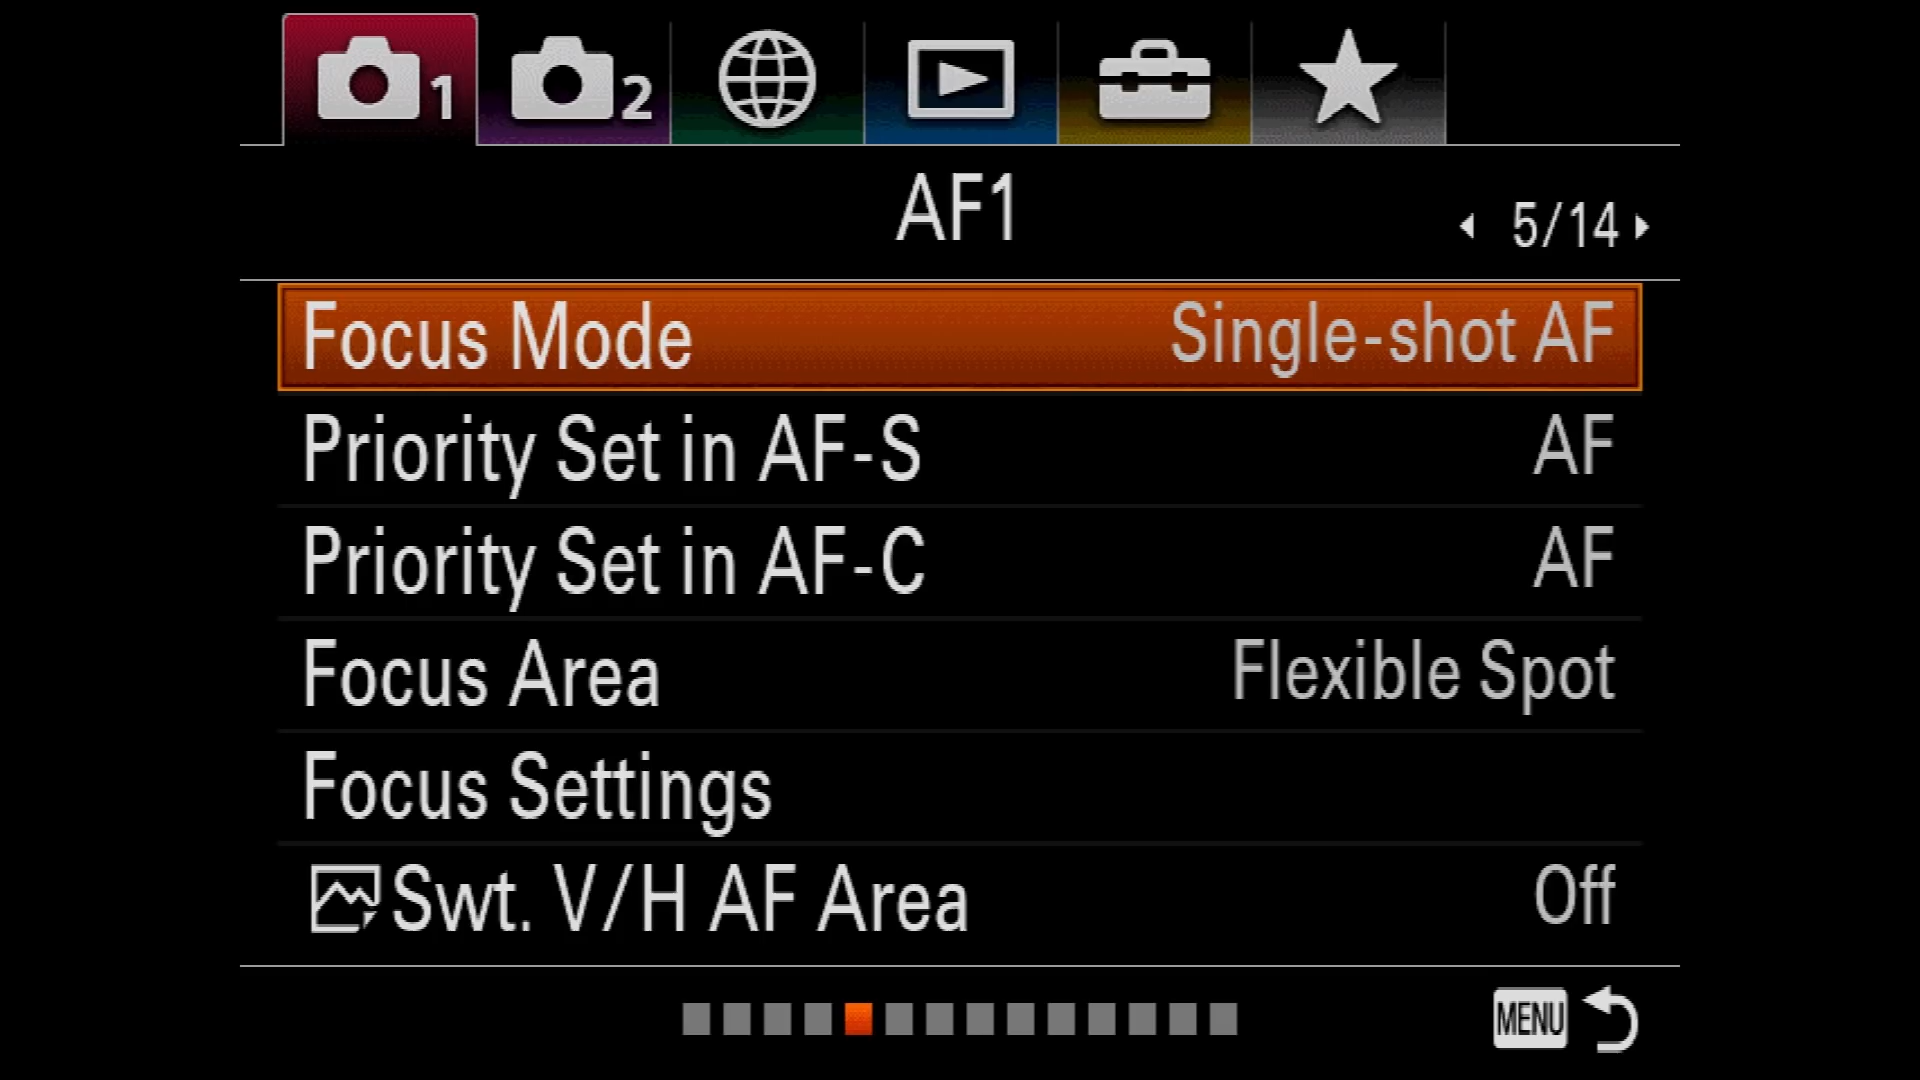 1
2
AF1
5/14
Focus Mode Single-shot AF
Priority Set in AF-S AF
Priority Set in AF-C AF
Focus Area Flexible Spot
Focus Settings
Swt. V/H AF Area Off
MENU